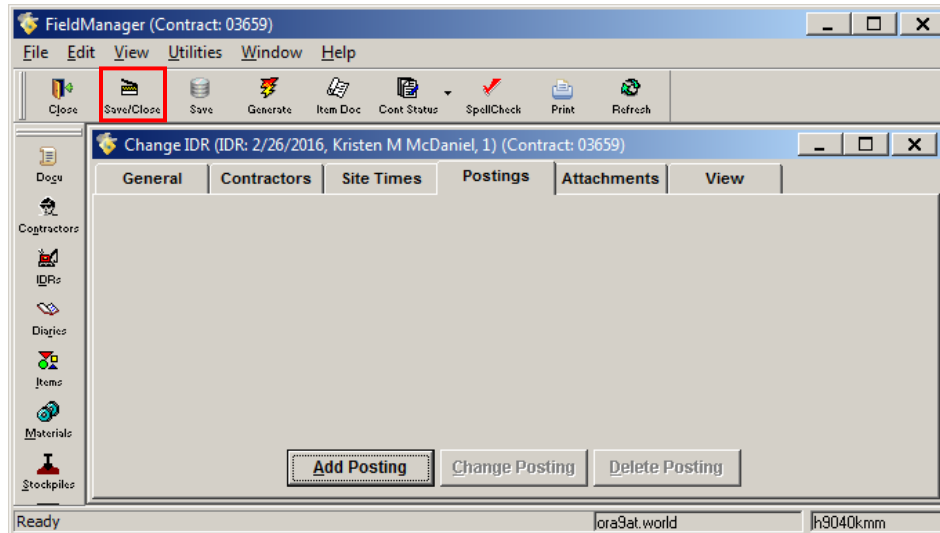 FieldManager (Contract: 03659)
File Edit View Utilities Window Help
Close Save/Close Save Generate Item Doc Cont Status SpellCheck Print Refresh
Change IDR (IDR: 2/26/2016, Kristen M McDaniel, 1) (Contract: 03659)
General Contractors Site Times Postings Attachments View
Docu
Contractors
IDRs
Diaries
Items
Materials
Stockpiles
Add Posting Change Posting Delete Posting
Ready ora9at.world h9040kmm